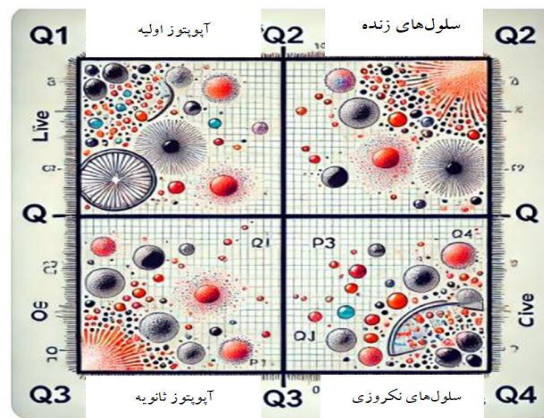 Q1 آپوپتوز اولیه Q2 سلول‌های زنده Q2
Live
Q Q
Q1 P3 Q4
QJ
Cive
Q3 آپوپتوز ثانویه Q3 سلول‌های نکروزی Q4